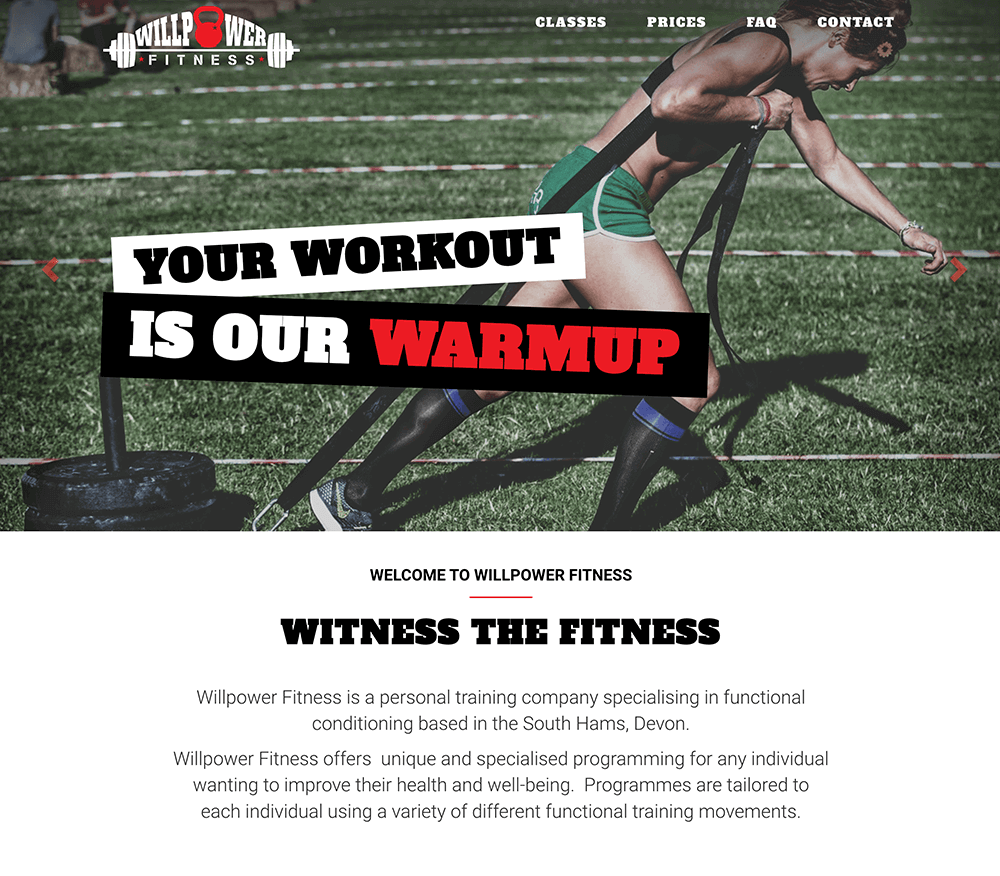 WILLPOWER
FITNESS
CLASSES PRICES FAQ CONTACT
YOUR WORKOUT
IS OUR WARMUP
WELCOME TO WILLPOWER FITNESS
WITNESS THE FITNESS
Willpower Fitness is a personal training company specialising in functional
conditioning based in the South Hams, Devon.
Willpower Fitness offers  unique and specialised programming for any individual
wanting to improve their health and well-being.  Programmes are tailored to
each individual using a variety of different functional training movements.